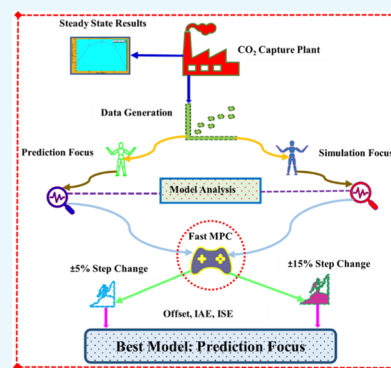 Steady State Results
CO₂ Capture Plant
Data Generation
Prediction Focus
Simulation Focus
Model Analysis
Fast MPC
±5% Step Change
±15% Step Change
Offset, IAE, ISE
Best Model: Prediction Focus